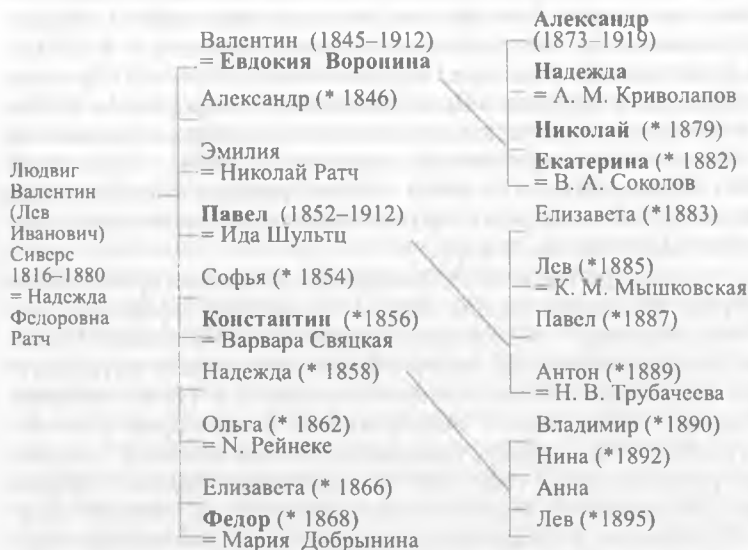 Людвиг
Валентин
(Лев
Иванович)
Сиверс
1816–1880
= Надежда
Федоровна
Ратч
Валентин (1845–1912)
= Евдокия Воронина
Александр (* 1846)
Эмилия
= Николай Ратч
Павел (1852–1912)
= Ида Шультц
Софья (* 1854)
Константин (*1856)
= Варвара Свяцкая
Надежда (* 1858)
Ольга (* 1862)
= N. Рейнеке
Елизавета (* 1866)
Федор (* 1868)
= Мария Добрынина
Александр
(1873–1919)
Надежда
= А. М. Криволапов
Николай (* 1879)
Екатерина (* 1882)
= В. А. Соколов
Елизавета (*1883)
Лев (*1885)
= К. М. Мышковская
Павел (*1887)
Антон (*1889)
= Н. В. Трубачеева
Владимир (*1890)
Нина (*1892)
Анна
Лев (*1895)